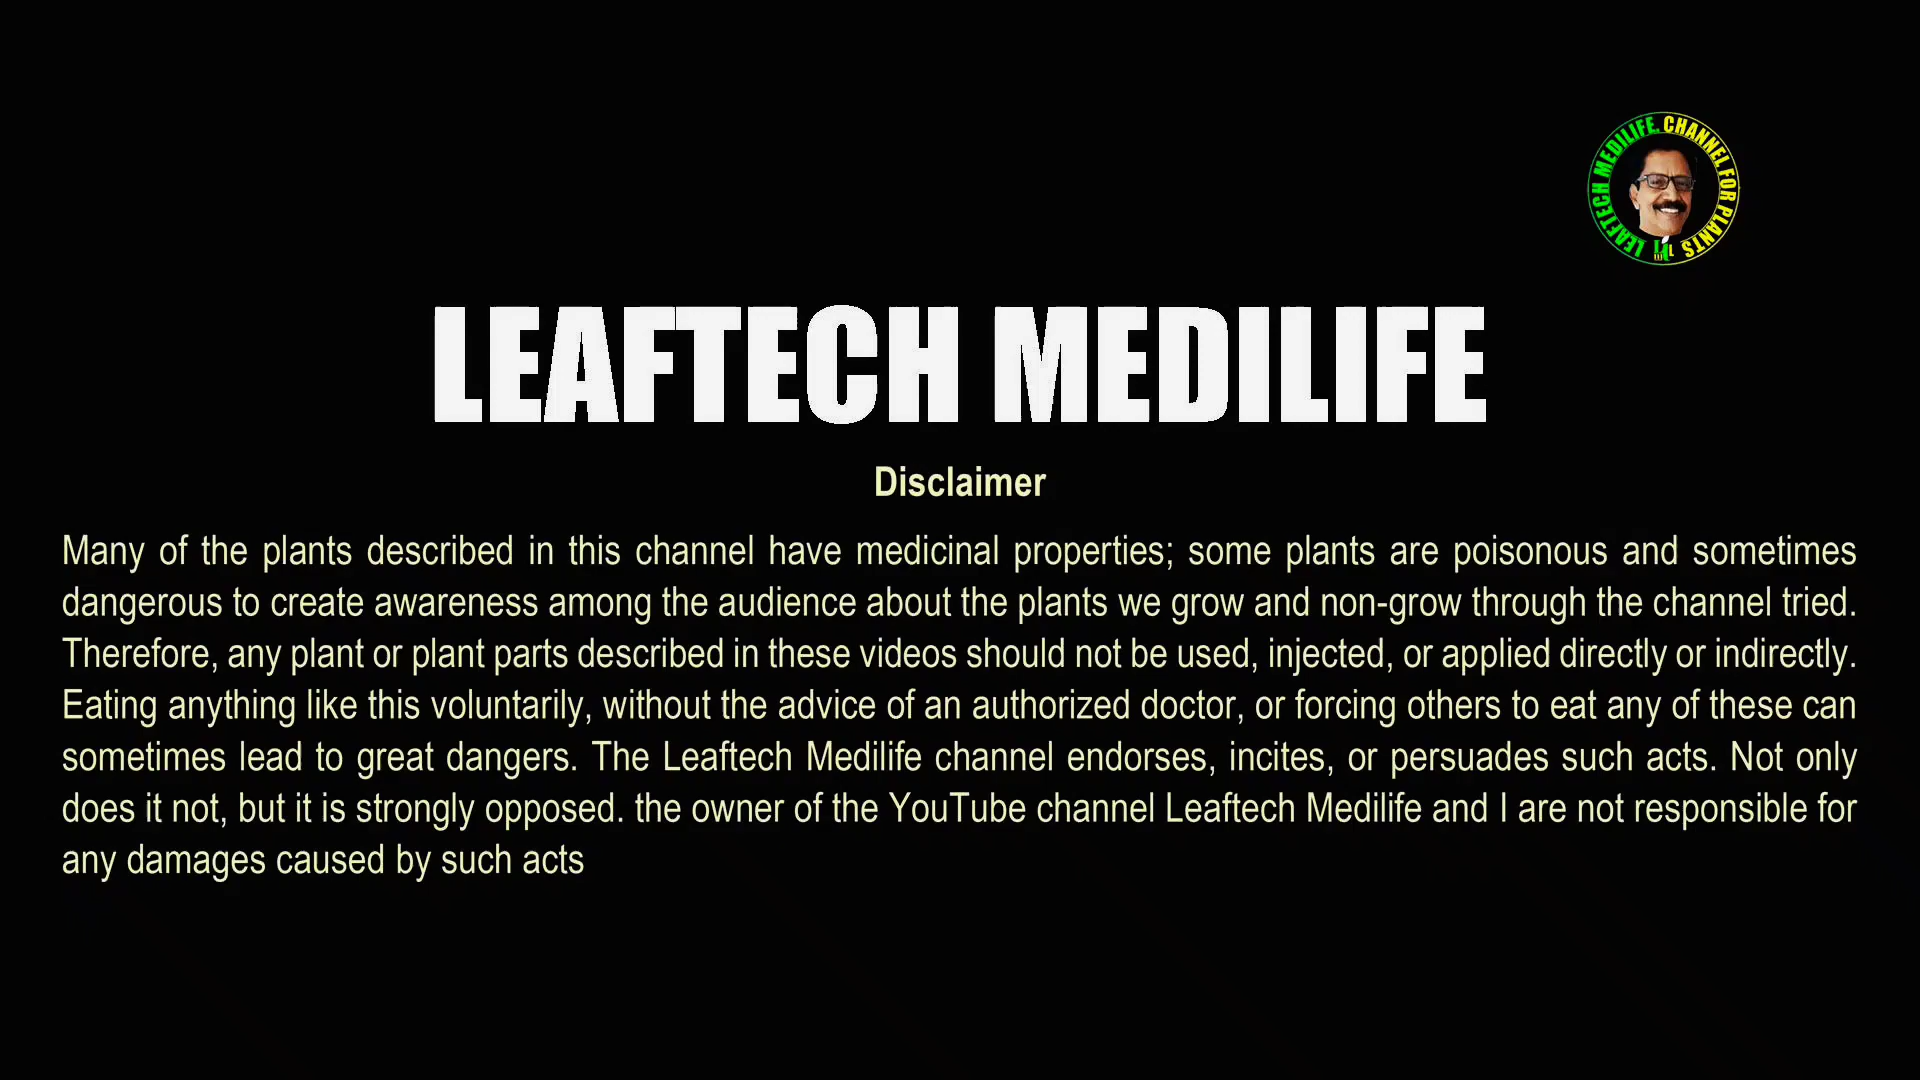 LEAFTECH MEDILIFE. CHANNEL FOR PLANTS
LEAFTECH MEDILIFE
Disclaimer
Many of the plants described in this channel have medicinal properties; some plants are poisonous and sometimes
dangerous to create awareness among the audience about the plants we grow and non-grow through the channel tried.
Therefore, any plant or plant parts described in these videos should not be used, injected, or applied directly or indirectly.
Eating anything like this voluntarily, without the advice of an authorized doctor, or forcing others to eat any of these can
sometimes lead to great dangers. The Leaftech Medilife channel endorses, incites, or persuades such acts. Not only
does it not, but it is strongly opposed. the owner of the YouTube channel Leaftech Medilife and I are not responsible for
any damages caused by such acts